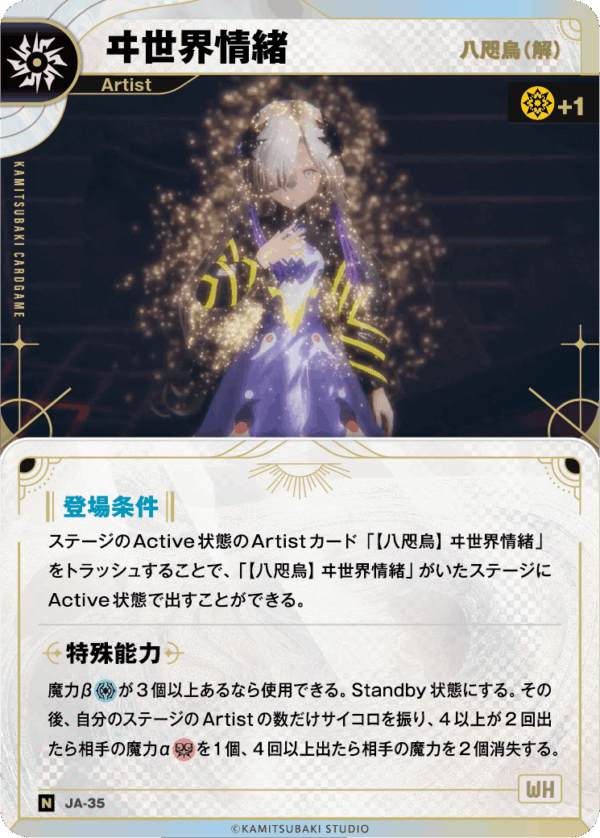 ヰ世界情緒
八咫烏（解）
Artist
+1
KAMITSUBAKI CARDGAME
登場条件
ステージのActive状態のArtistカード「【八咫烏】ヰ世界情緒」
をトラッシュすることで、「【八咫烏】ヰ世界情緒」がいたステージに
Active状態で出すことができる。
特殊能力
魔力βが３個以上あるなら使用できる。Standby状態にする。その
後、自分のステージのArtistの数だけサイコロを振り、４以上が２回出
たら相手の魔力αを１個、４回以上出たら相手の魔力を２個消失する。
WH
N JA-35
©KAMITSUBAKI STUDIO